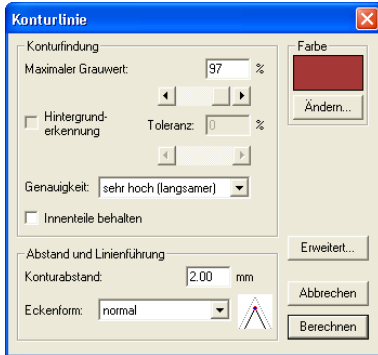 Konturlinie
Konturfindung
Maximaler Grauwert: 97 %
Hintergrund-
erkennung
Toleranz: 0 %
Genauigkeit: sehr hoch (langsamer)
Innenteile behalten
Abstand und Linienführung
Konturabstand: 2.00 mm
Eckenform: normal
Farbe
Ändern...
Erweitert...
Abbrechen
Berechnen